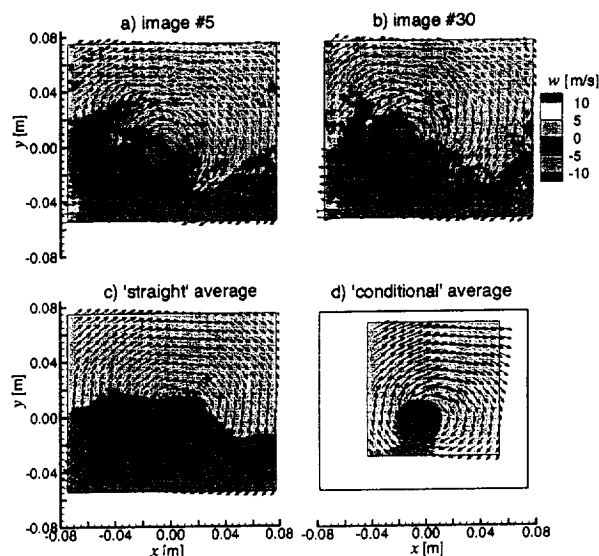 a) image #5
b) image #30
w [m/s]
10
5
0
-5
-10
y [m]
0.08
0.04
0.00
-0.04
-0.08
c) 'straight' average
d) 'conditional' average
y [m]
0.08
0.04
0.00
-0.04
-0.08
-0.08 -0.04 0.00 0.04 0.08
x [m]
-0.08 -0.04 0.00 0.04 0.08
x [m]